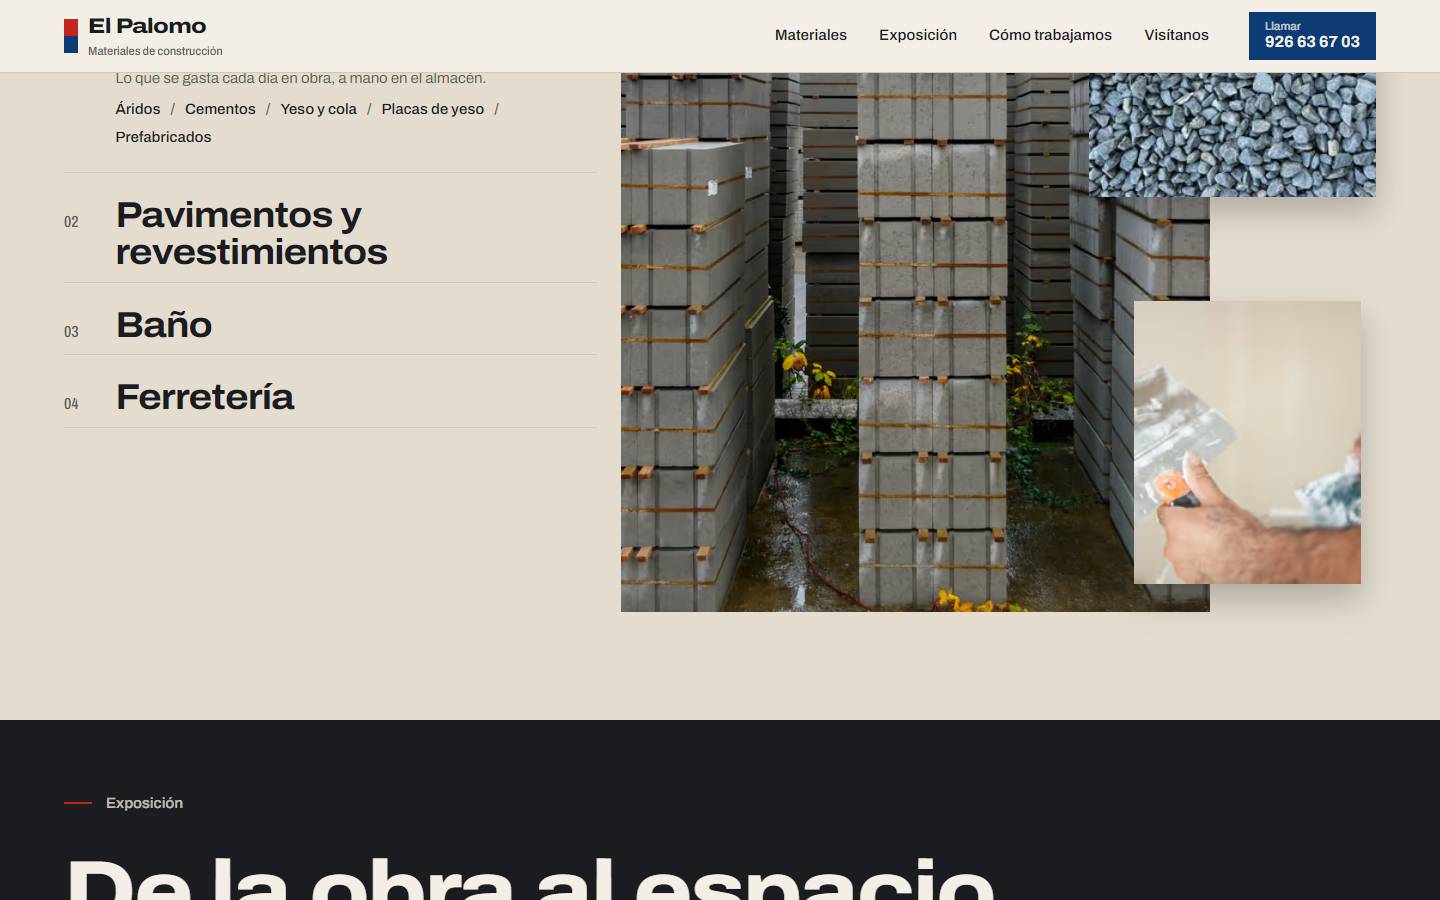 El Palomo
Materiales de construcción
Materiales
Exposición
Cómo trabajamos
Visítanos
Llamar
926 63 67 03
Lo que se gasta cada día en obra, a mano en el almacén.
Áridos / Cementos / Yeso y cola / Placas de yeso /
Prefabricados
02
Pavimentos y
revestimientos
03
Baño
04
Ferretería
Exposición
De la obra al espacio